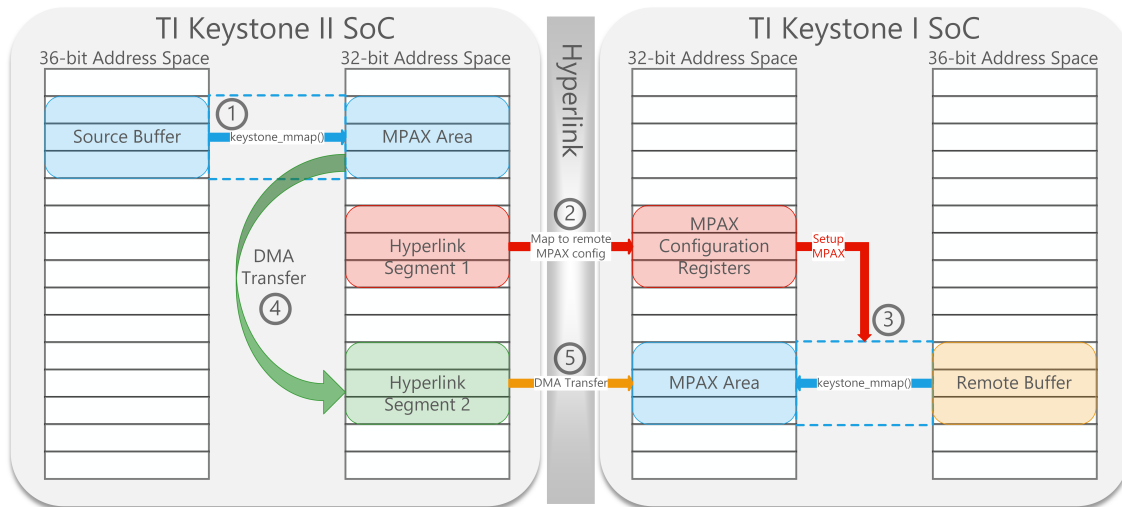 TI Keystone II SoC
36-bit Address Space
32-bit Address Space
Source Buffer
1
keystone_mmap()
MPAX Area
Hyperlink
Segment 1
DMA
Transfer
4
Hyperlink
Segment 2
Hyperlink
2
Map to remote
MPAX config
5
DMA Transfer
TI Keystone I SoC
32-bit Address Space
36-bit Address Space
MPAX
Configuration
Registers
Setup
MPAX
3
MPAX Area
keystone_mmap()
Remote Buffer